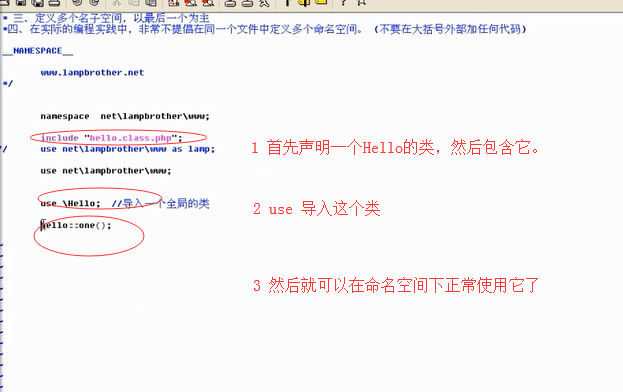 * 三、定义多个名子空间，以最后一个为主
*四、在实际的编程实践中，非常不提倡在同一个文件中定义多个命名空间。（不要在大括号外部加任何代码）
__NAMESPACE__
www.lampbrother.net
*/
namespace net\lampbrother\www;
include "hello.class.php";
// use net\lampbrother\www as lamp;
1 首先声明一个Hello的类，然后包含它。
use net\lampbrother\www;
use \Hello; //导入一个全局的类
2 use 导入这个类
Hello::one();
3 然后就可以在命名空间下正常使用它了